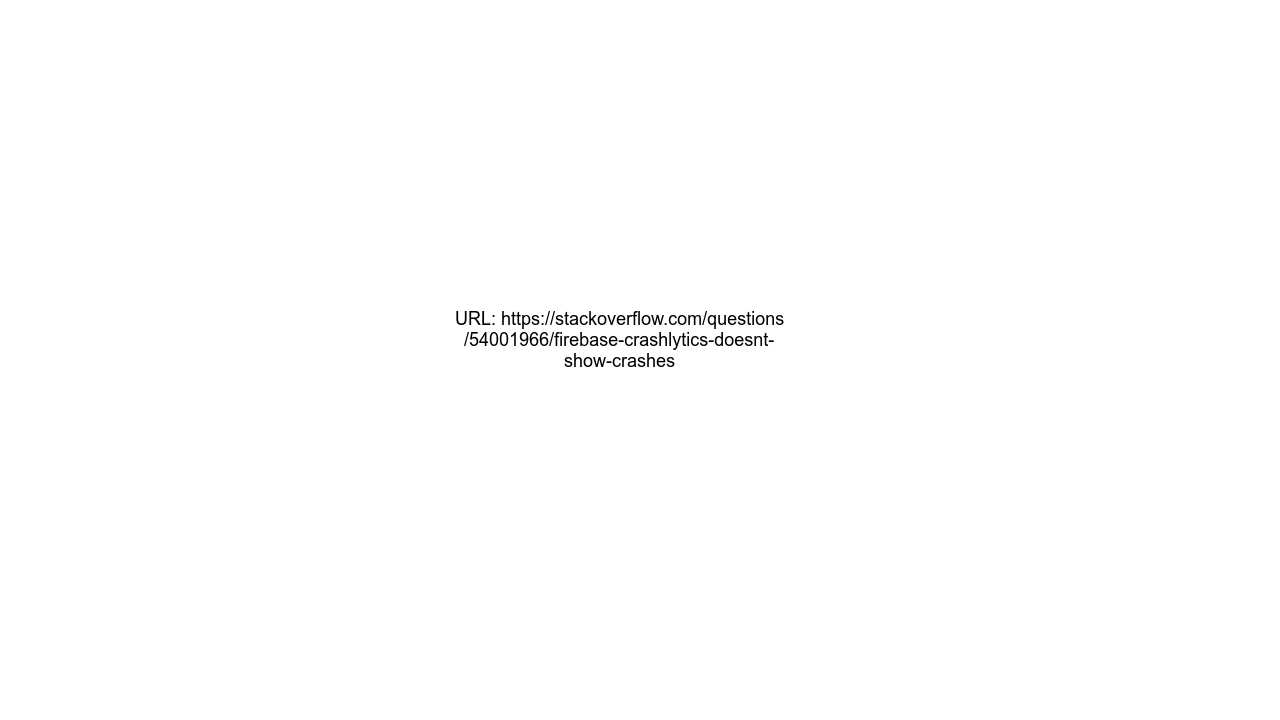 URL: https://stackoverflow.com/questions
/54001966/firebase-crashlytics-doesnt-
show-crashes